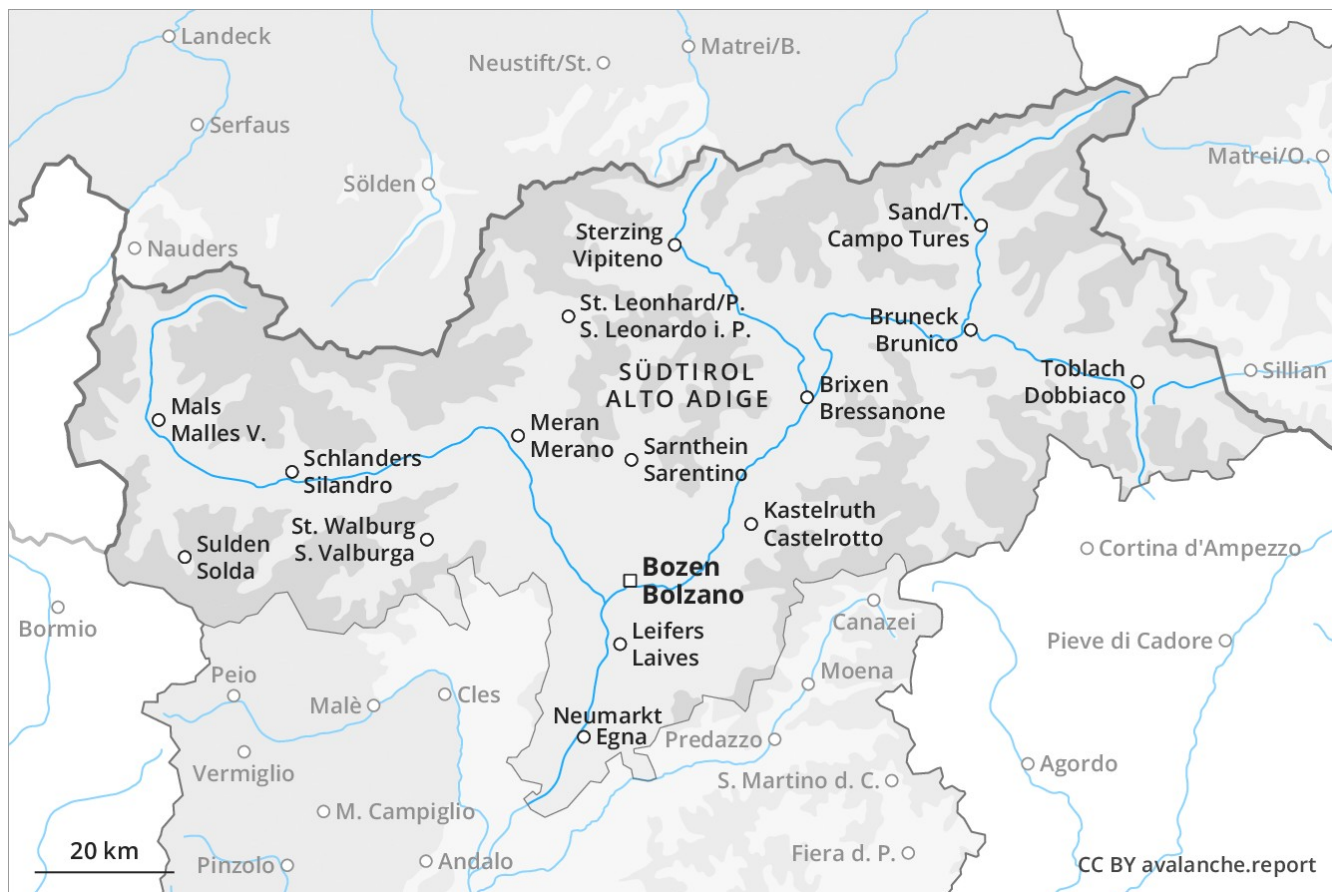 Landeck
Matrei/B.
Neustift/St.
Serfaus
Matrei/O.
Sölden
Sand/T.
Campo Tures
Sterzing
Vipiteno
Nauders
St. Leonhard/P.
S. Leonardo i. P.
Bruneck
Brunico
SÜDTIROL
ALTO ADIGE
Toblach
Dobbiaco
Sillian
Brixen
Bressanone
Mals
Malles V.
Meran
Merano
Sarnthein
Sarentino
Schlanders
Silandro
Kastelruth
Castelrotto
St. Walburg
S. Valburga
Sulden
Solda
Cortina d'Ampezzo
Bozen
Bolzano
Bormio
Canazei
Leifers
Laives
Pieve di Cadore
Peio
Moena
Malè
Cles
Neumarkt
Egna
Predazzo
Vermiglio
Agordo
S. Martino d. C.
M. Campiglio
20 km
Pinzolo
Andalo
Fiera d. P.
CC BY avalanche.report